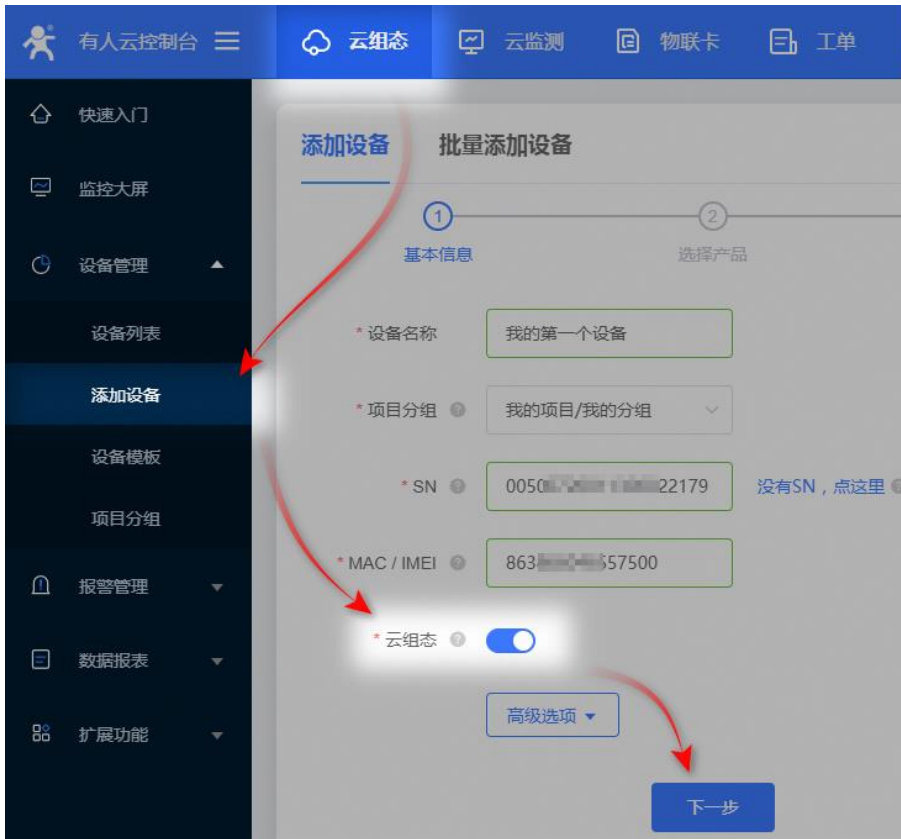 有人云控制台
云组态
云监测
物联卡
工单
快速入门
监控大屏
设备管理
设备列表
添加设备
设备模板
项目分组
报警管理
数据报表
扩展功能
添加设备
批量添加设备
1
基本信息
2
选择产品
* 设备名称
我的第一个设备
* 项目分组
我的项目/我的分组
* SN
0050
22179
没有SN，点这里
* MAC / IMEI
863
57500
* 云组态
高级选项
下一步